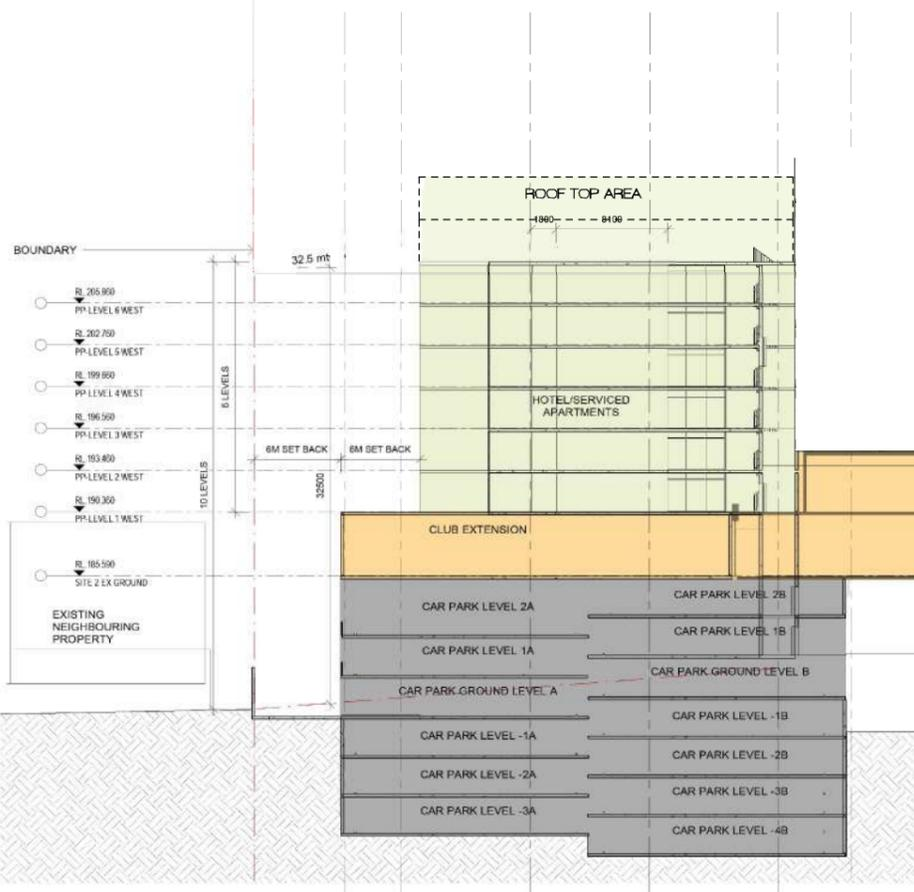 ROOF TOP AREA
1800
8100
BOUNDARY
32.5 mt
RL 205.860
PP-LEVEL 6 WEST
RL 202.760
PP-LEVEL 5 WEST
RL 199.660
PP-LEVEL 4 WEST
RL 196.560
PP-LEVEL 3 WEST
RL 193.460
PP-LEVEL 2 WEST
RL 190.360
PP-LEVEL 1 WEST
RL 185.590
SITE 2 EX GROUND
6 LEVELS
10 LEVELS
32500
6M SET BACK
6M SET BACK
HOTEL/SERVICED
APARTMENTS
CLUB EXTENSION
EXISTING
NEIGHBOURING
PROPERTY
CAR PARK LEVEL 2A
CAR PARK LEVEL 1A
CAR PARK GROUND LEVEL A
CAR PARK LEVEL -1A
CAR PARK LEVEL -2A
CAR PARK LEVEL -3A
CAR PARK LEVEL 2B
CAR PARK LEVEL 1B
CAR PARK GROUND LEVEL B
CAR PARK LEVEL -1B
CAR PARK LEVEL -2B
CAR PARK LEVEL -3B
CAR PARK LEVEL -4B